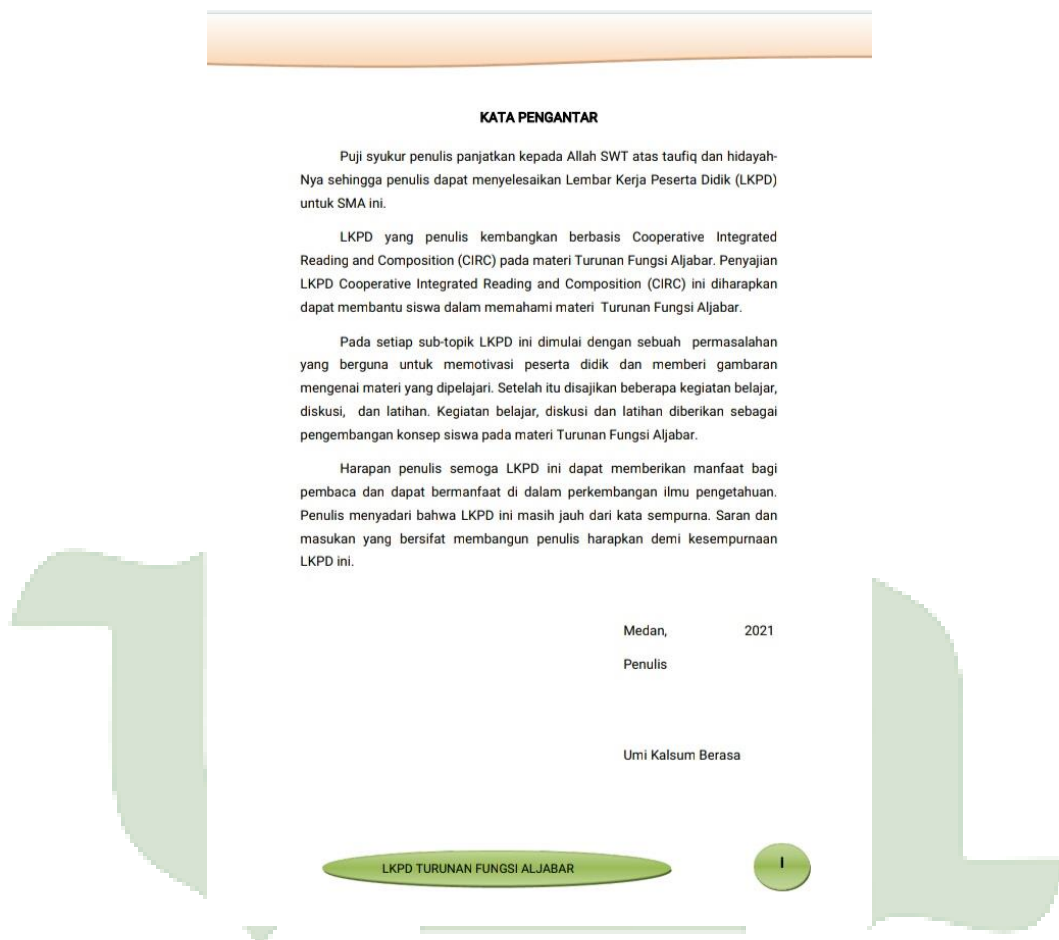 KATA PENGANTAR
Puji syukur penulis panjatkan kepada Allah SWT atas taufiq dan hidayah-
Nya sehingga penulis dapat menyelesaikan Lembar Kerja Peserta Didik (LKPD)
untuk SMA ini.
LKPD yang penulis kembangkan berbasis Cooperative Integrated
Reading and Composition (CIRC) pada materi Turunan Fungsi Aljabar. Penyajian
LKPD Cooperative Integrated Reading and Composition (CIRC) ini diharapkan
dapat membantu siswa dalam memahami materi Turunan Fungsi Aljabar.
Pada setiap sub-topik LKPD ini dimulai dengan sebuah permasalahan
yang berguna untuk memotivasi peserta didik dan memberi gambaran
mengenai materi yang dipelajari. Setelah itu disajikan beberapa kegiatan belajar,
diskusi, dan latihan. Kegiatan belajar, diskusi dan latihan diberikan sebagai
pengembangan konsep siswa pada materi Turunan Fungsi Aljabar.
Harapan penulis semoga LKPD ini dapat memberikan manfaat bagi
pembaca dan dapat bermanfaat di dalam perkembangan ilmu pengetahuan.
Penulis menyadari bahwa LKPD ini masih jauh dari kata sempurna. Saran dan
masukan yang bersifat membangun penulis harapkan demi kesempurnaan
LKPD ini.
Medan, 2021
Penulis
Umi Kalsum Berasa
LKPD TURUNAN FUNGSI ALJABAR
I